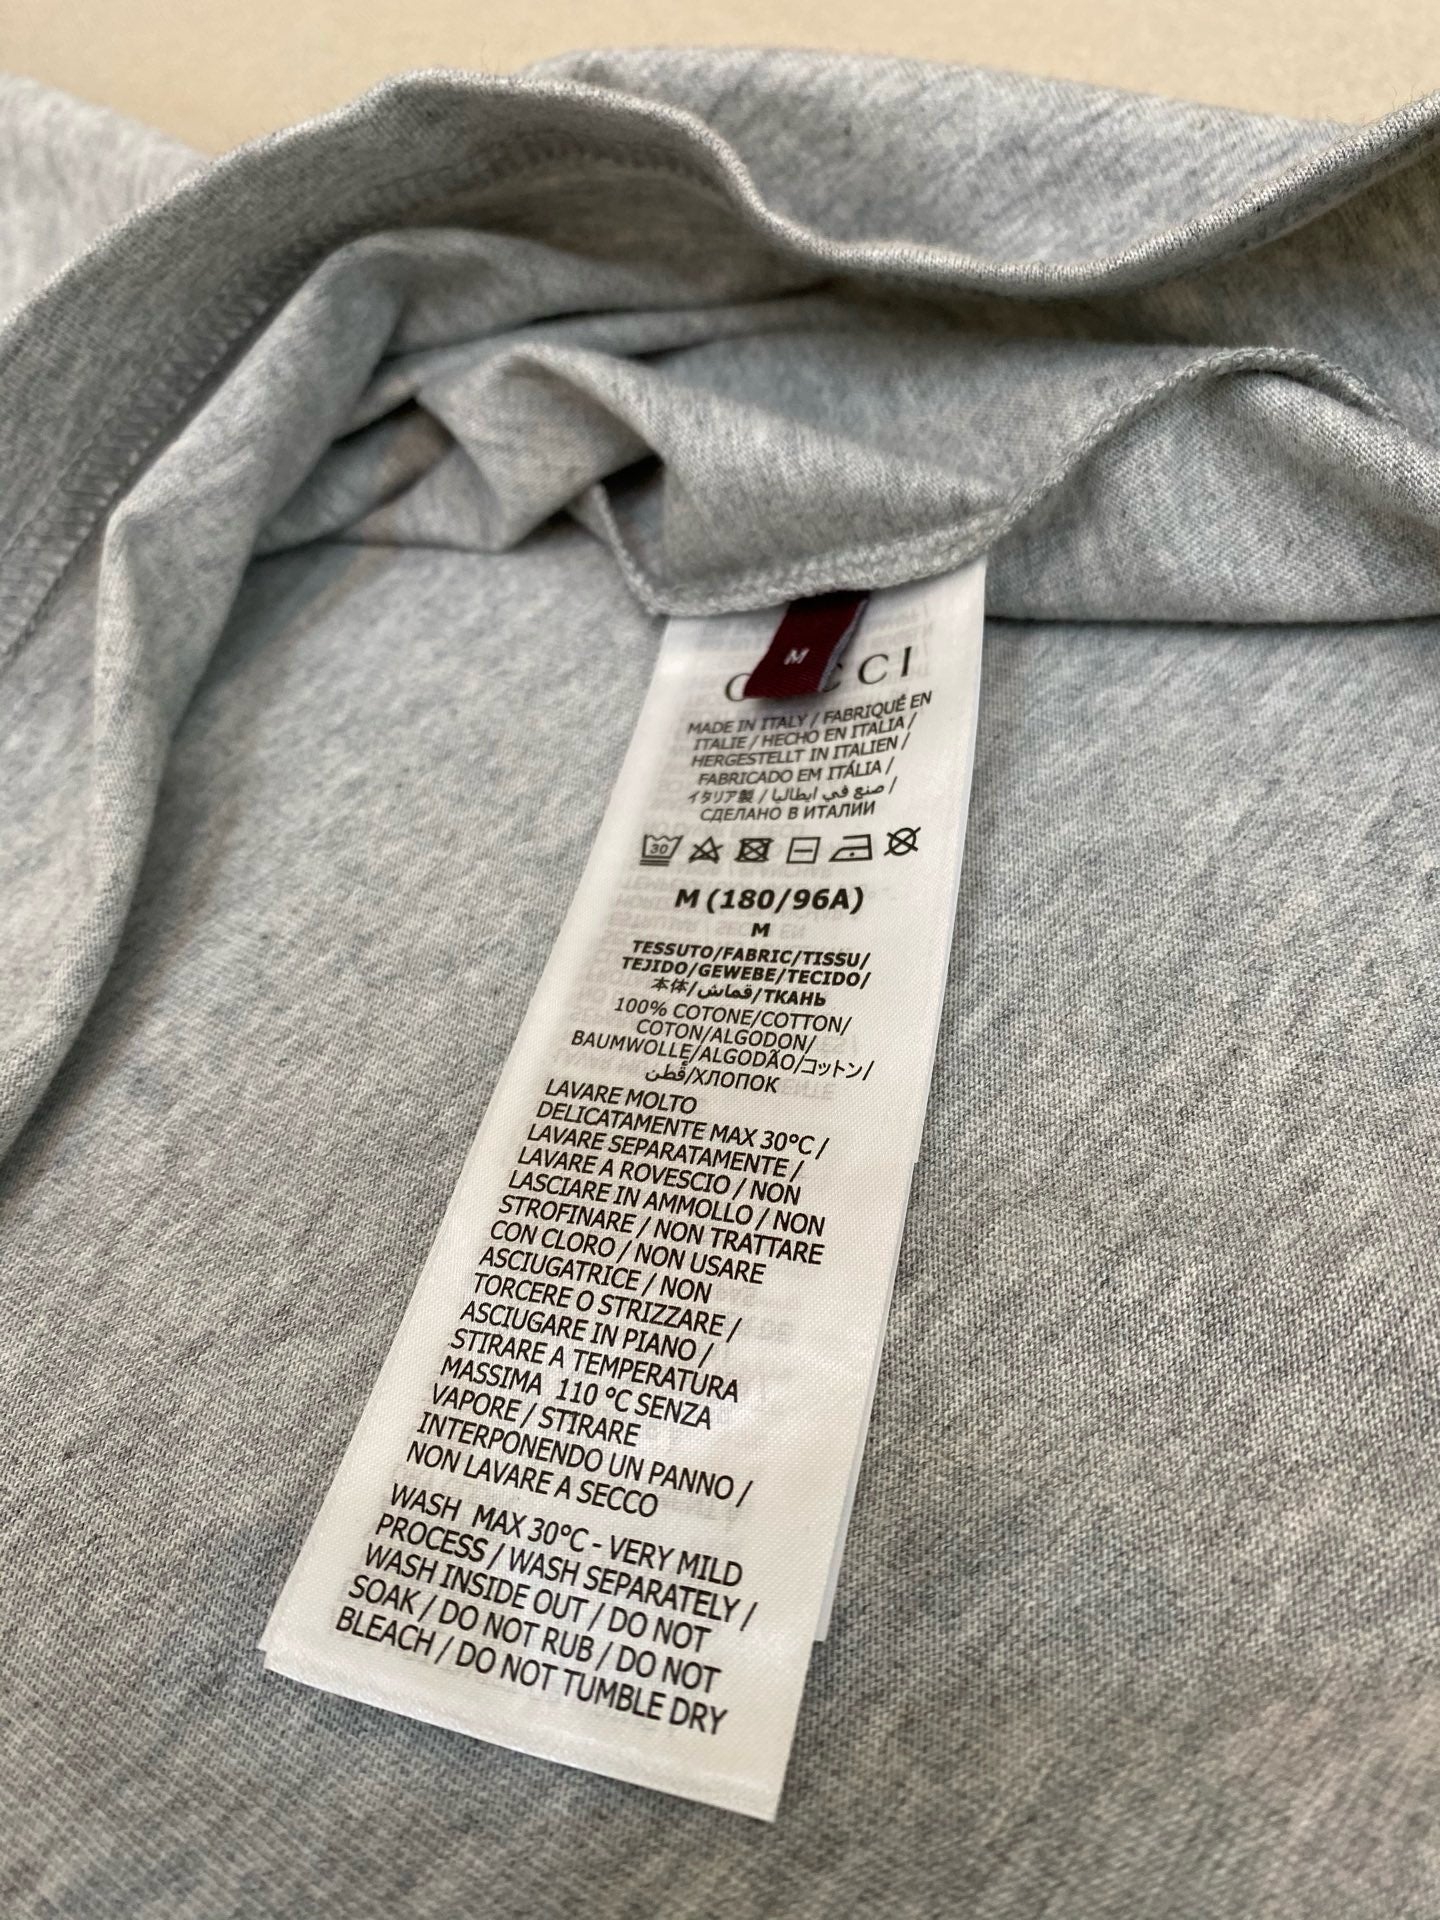 M
GUCCI
MADE IN ITALY / FABRIQUÉ EN
ITALIE / HECHO EN ITALIA /
HERGESTELLT IN ITALIEN /
FABRICADO EM ITÁLIA /
イタリア製 / صنع في ايطاليا /
СДЕЛАНО В ИТАЛИИ
30
M (180/96A)
M
TESSUTO/FABRIC/TISSU/
TEJIDO/GEWEBE/TECIDO/
本体/قماش/ТКАНЬ
100% COTONE/COTTON/
COTON/ALGODON/
BAUMWOLLE/ALGODÃO/コットン/
قطن/ХЛОПОК
LAVARE MOLTO
DELICATAMENTE MAX 30°C /
LAVARE SEPARATAMENTE /
LAVARE A ROVESCIO / NON
LASCIARE IN AMMOLLO / NON
STROFINARE / NON TRATTARE
CON CLORO / NON USARE
ASCIUGATRICE / NON
TORCERE O STRIZZARE /
ASCIUGARE IN PIANO /
STIRARE A TEMPERATURA
MASSIMA 110 °C SENZA
VAPORE / STIRARE
INTERPONENDO UN PANNO /
NON LAVARE A SECCO
WASH MAX 30°C - VERY MILD
PROCESS / WASH SEPARATELY /
WASH INSIDE OUT / DO NOT
SOAK / DO NOT RUB / DO NOT
BLEACH / DO NOT TUMBLE DRY